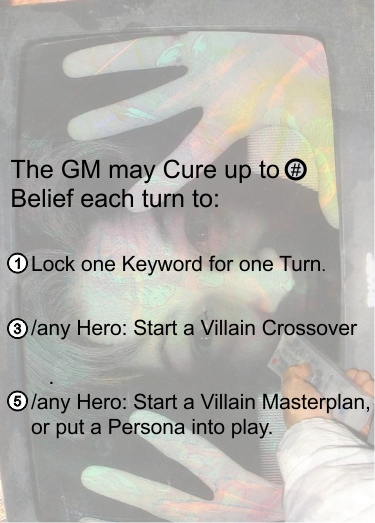 The GM may Cure up to #
Belief each turn to:
1 Lock one Keyword for one Turn.
3 /any Hero: Start a Villain Crossover
.
5 /any Hero: Start a Villain Masterplan,
or put a Persona into play.